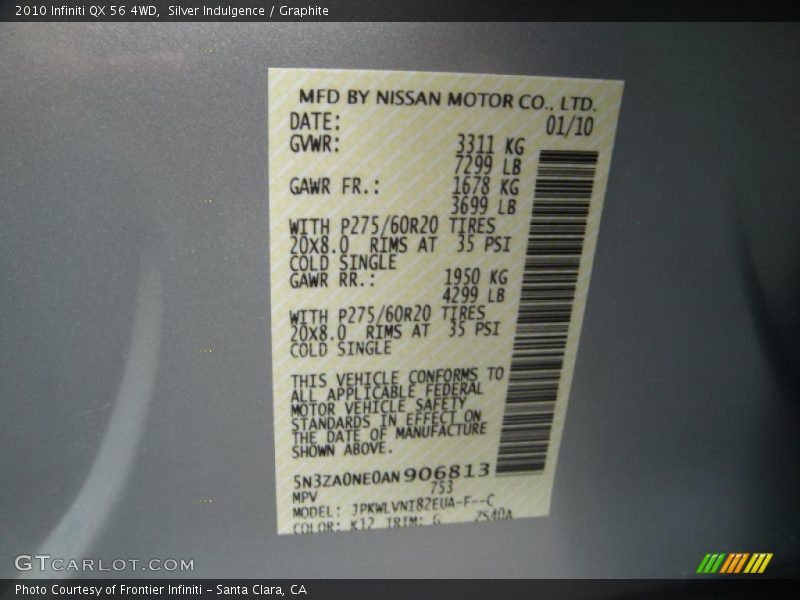 2010 Infiniti QX 56 4WD, Silver Indulgence / Graphite
MFD BY NISSAN MOTOR CO., LTD.
DATE: 01/10
GVWR: 3311 KG
7299 LB
GAWR FR.: 1678 KG
3699 LB
WITH P275/60R20 TIRES
20X8.0 RIMS AT 35 PSI
COLD SINGLE
GAWR RR.: 1950 KG
4299 LB
WITH P275/60R20 TIRES
20X8.0 RIMS AT 35 PSI
COLD SINGLE
THIS VEHICLE CONFORMS TO
ALL APPLICABLE FEDERAL
MOTOR VEHICLE SAFETY
STANDARDS IN EFFECT ON
THE DATE OF MANUFACTURE
SHOWN ABOVE.
5N3ZA0NE0AN906813
MPV 753
MODEL: JPKWLVNI82EUA-F--C
COLOR: K12 TRIM: G 7S40A
GTCARLOT.COM
Photo Courtesy of Frontier Infiniti - Santa Clara, CA